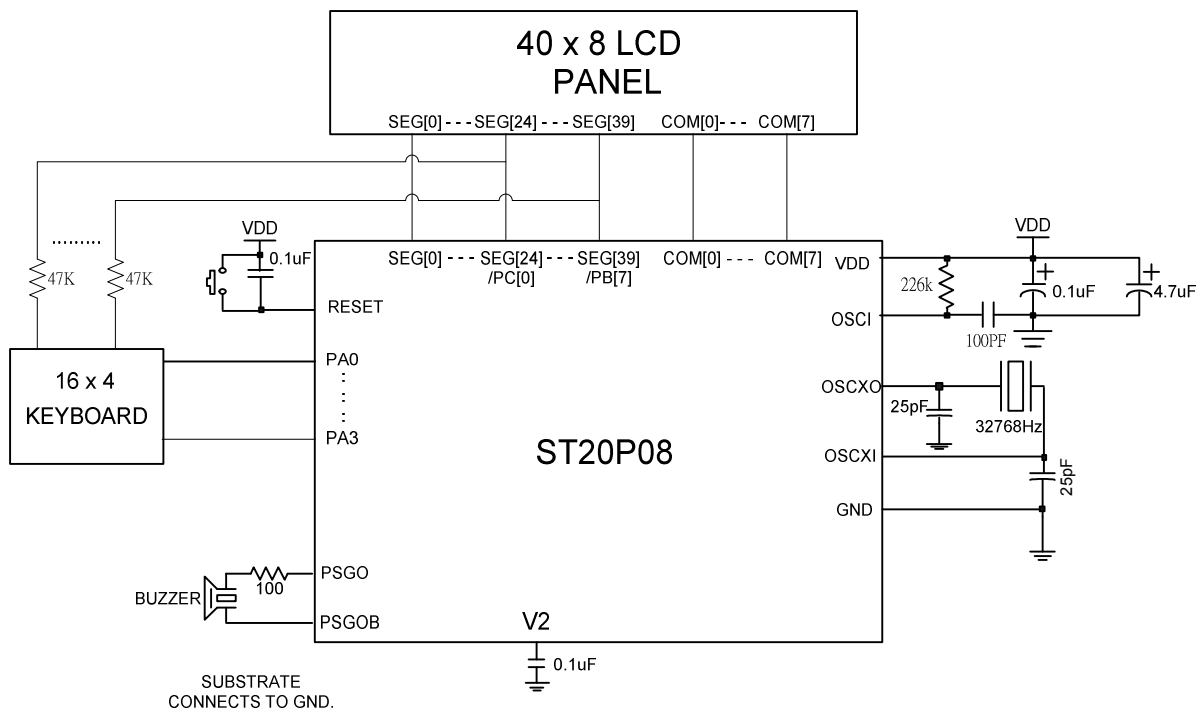 40 x 8 LCD
PANEL
SEG[0] --- SEG[24] --- SEG[39] COM[0]--- COM[7]
.........
47K
47K
VDD
0.1uF
SEG[0] --- SEG[24] --- SEG[39] COM[0] --- COM[7]
/PC[0] /PB[7]
RESET
VDD
VDD
226k
+
0.1uF
+
4.7uF
OSCI
100PF
16 x 4
KEYBOARD
PA0
PA3
ST20P08
OSCXO
25pF
32768Hz
OSCXI
25pF
GND
BUZZER
100
PSGO
PSGOB
V2
0.1uF
SUBSTRATE
CONNECTS TO GND.